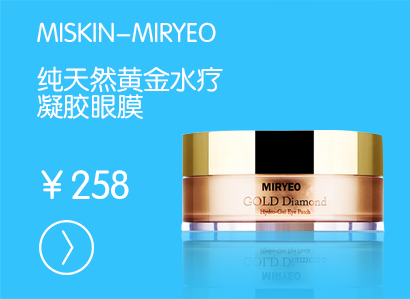 MISKIN-MIRYEO
纯天然黄金水疗
凝胶眼膜
￥258
MIRYEO
GOLD Diamond
Hydro-Gel Eye Patch